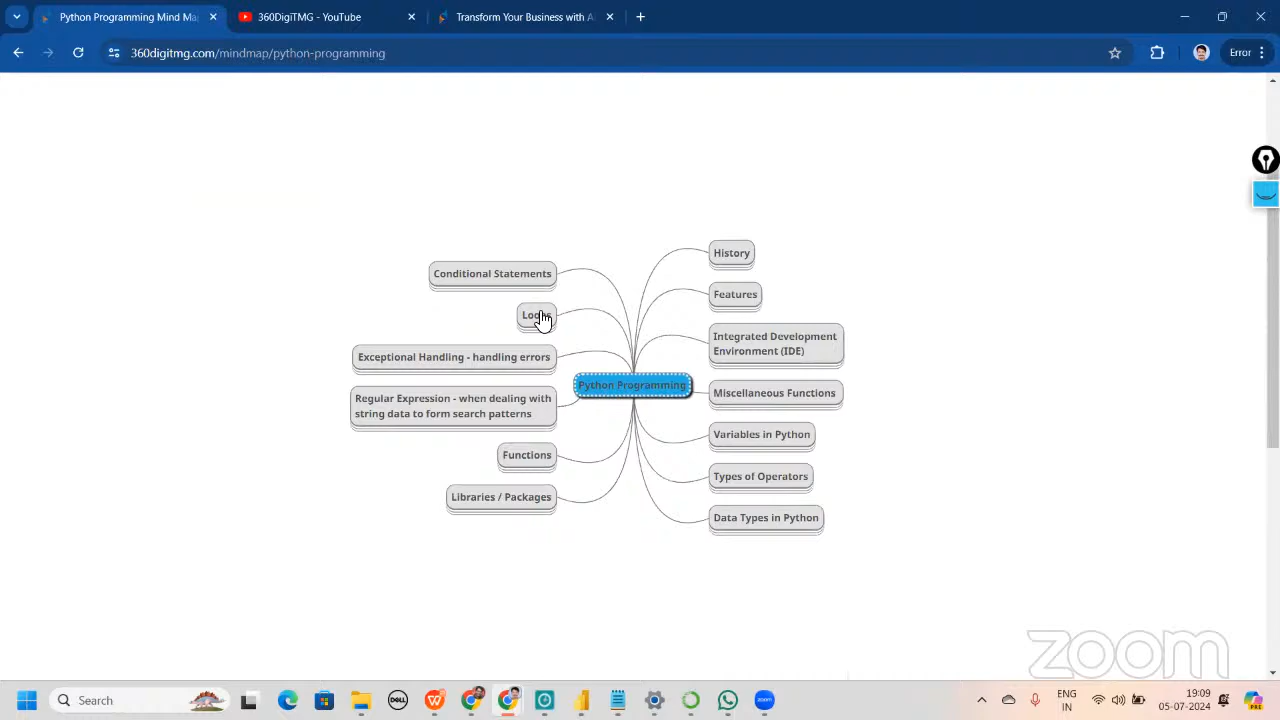 Python Programming Mind Ma
360DigiTMG - YouTube
Transform Your Business with A
360digitmg.com/mindmap/python-programming
Error
History
Conditional Statements
Features
Integrated Development
Environment (IDE)
Exceptional Handling - handling errors
Python Programming
Miscellaneous Functions
Regular Expression - when dealing with
string data to form search patterns
Variables in Python
Functions
Types of Operators
Libraries / Packages
Data Types in Python
zoom
Search
DELL
zoom
ENG
IN
19:09
05-07-2024
PRE